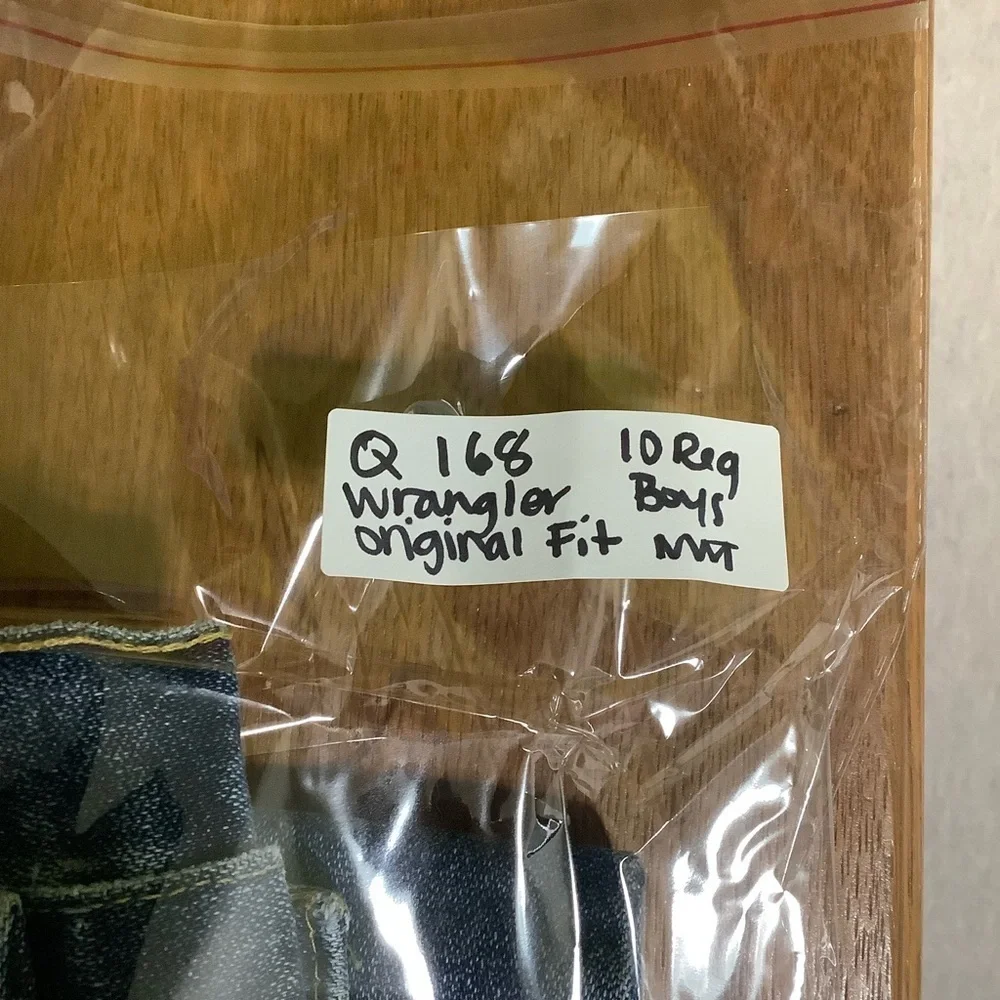 Q 168 10 Reg
Wrangler Boys
Original Fit NWT